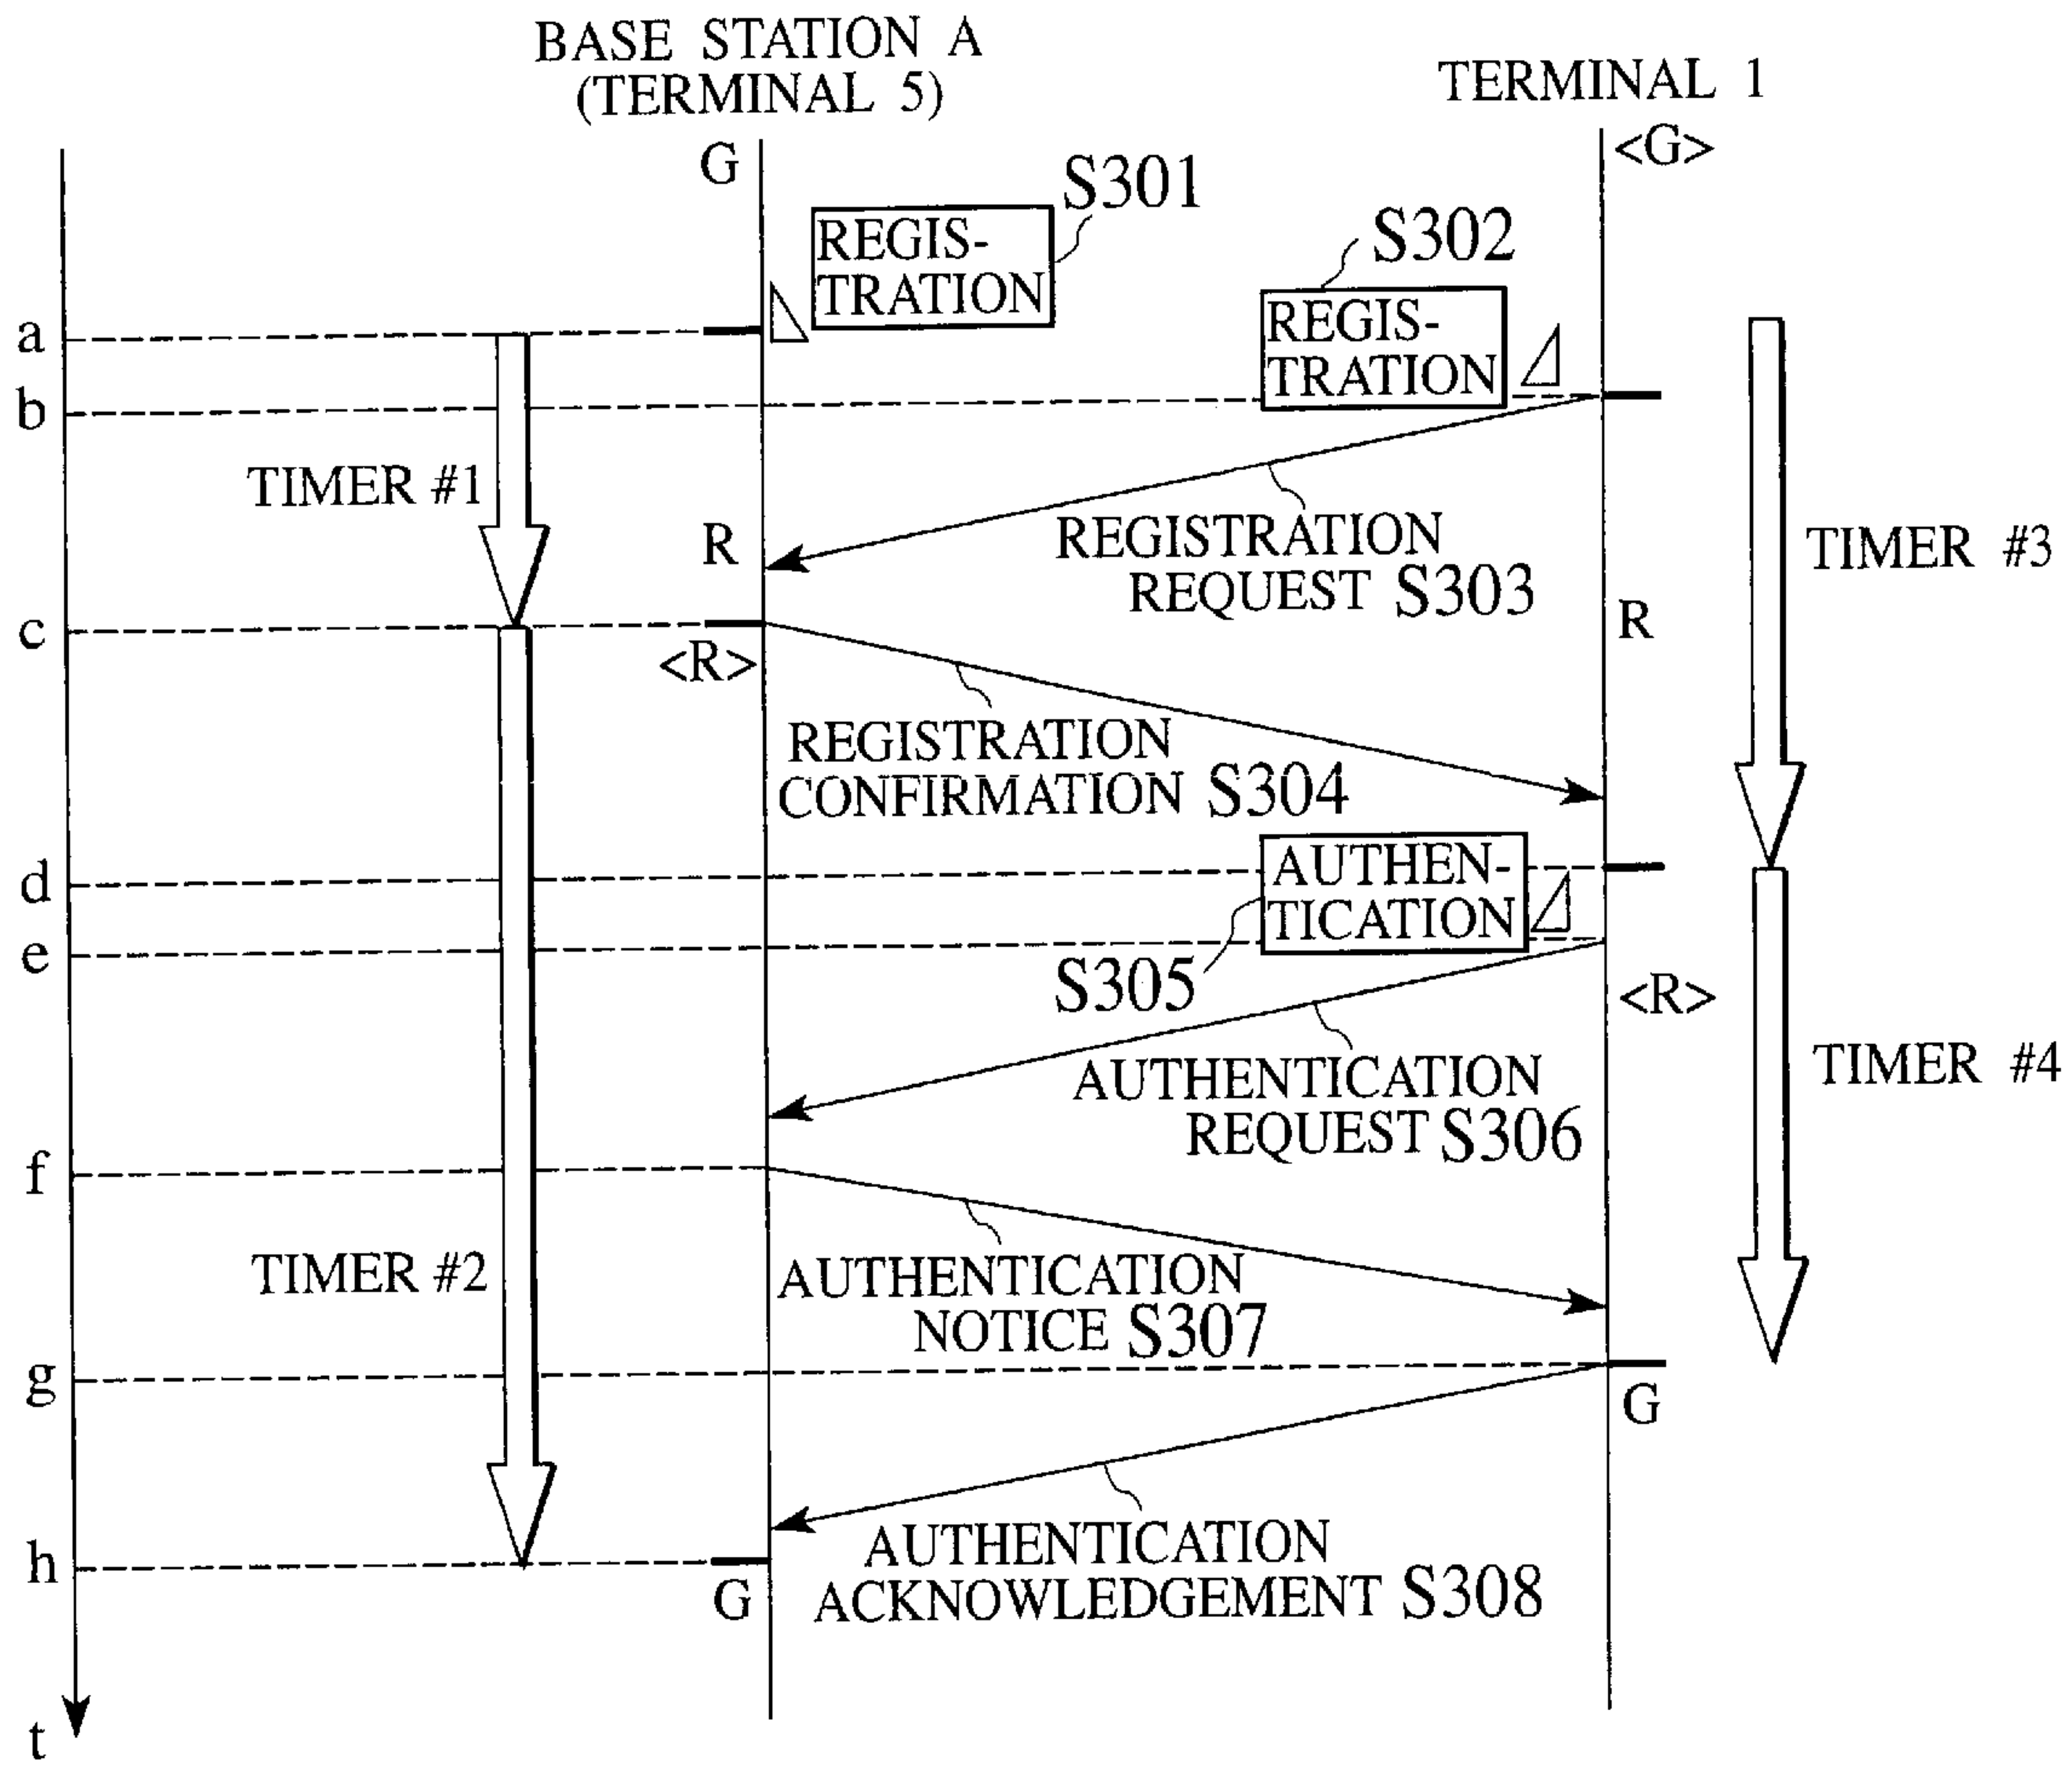 BASE STATION A
(TERMINAL 5)
TERMINAL 1
G
<G>
S301
REGIS-
TRATION
S302
REGIS-
TRATION
a
b
TIMER #1
R
REGISTRATION
REQUEST S303
TIMER #3
R
c
<R>
REGISTRATION
CONFIRMATION S304
AUTHEN-
TICATION
d
e
S305
<R>
AUTHENTICATION
REQUEST S306
TIMER #4
f
TIMER #2
AUTHENTICATION
NOTICE S307
g
G
AUTHENTICATION
ACKNOWLEDGEMENT S308
h
G
t